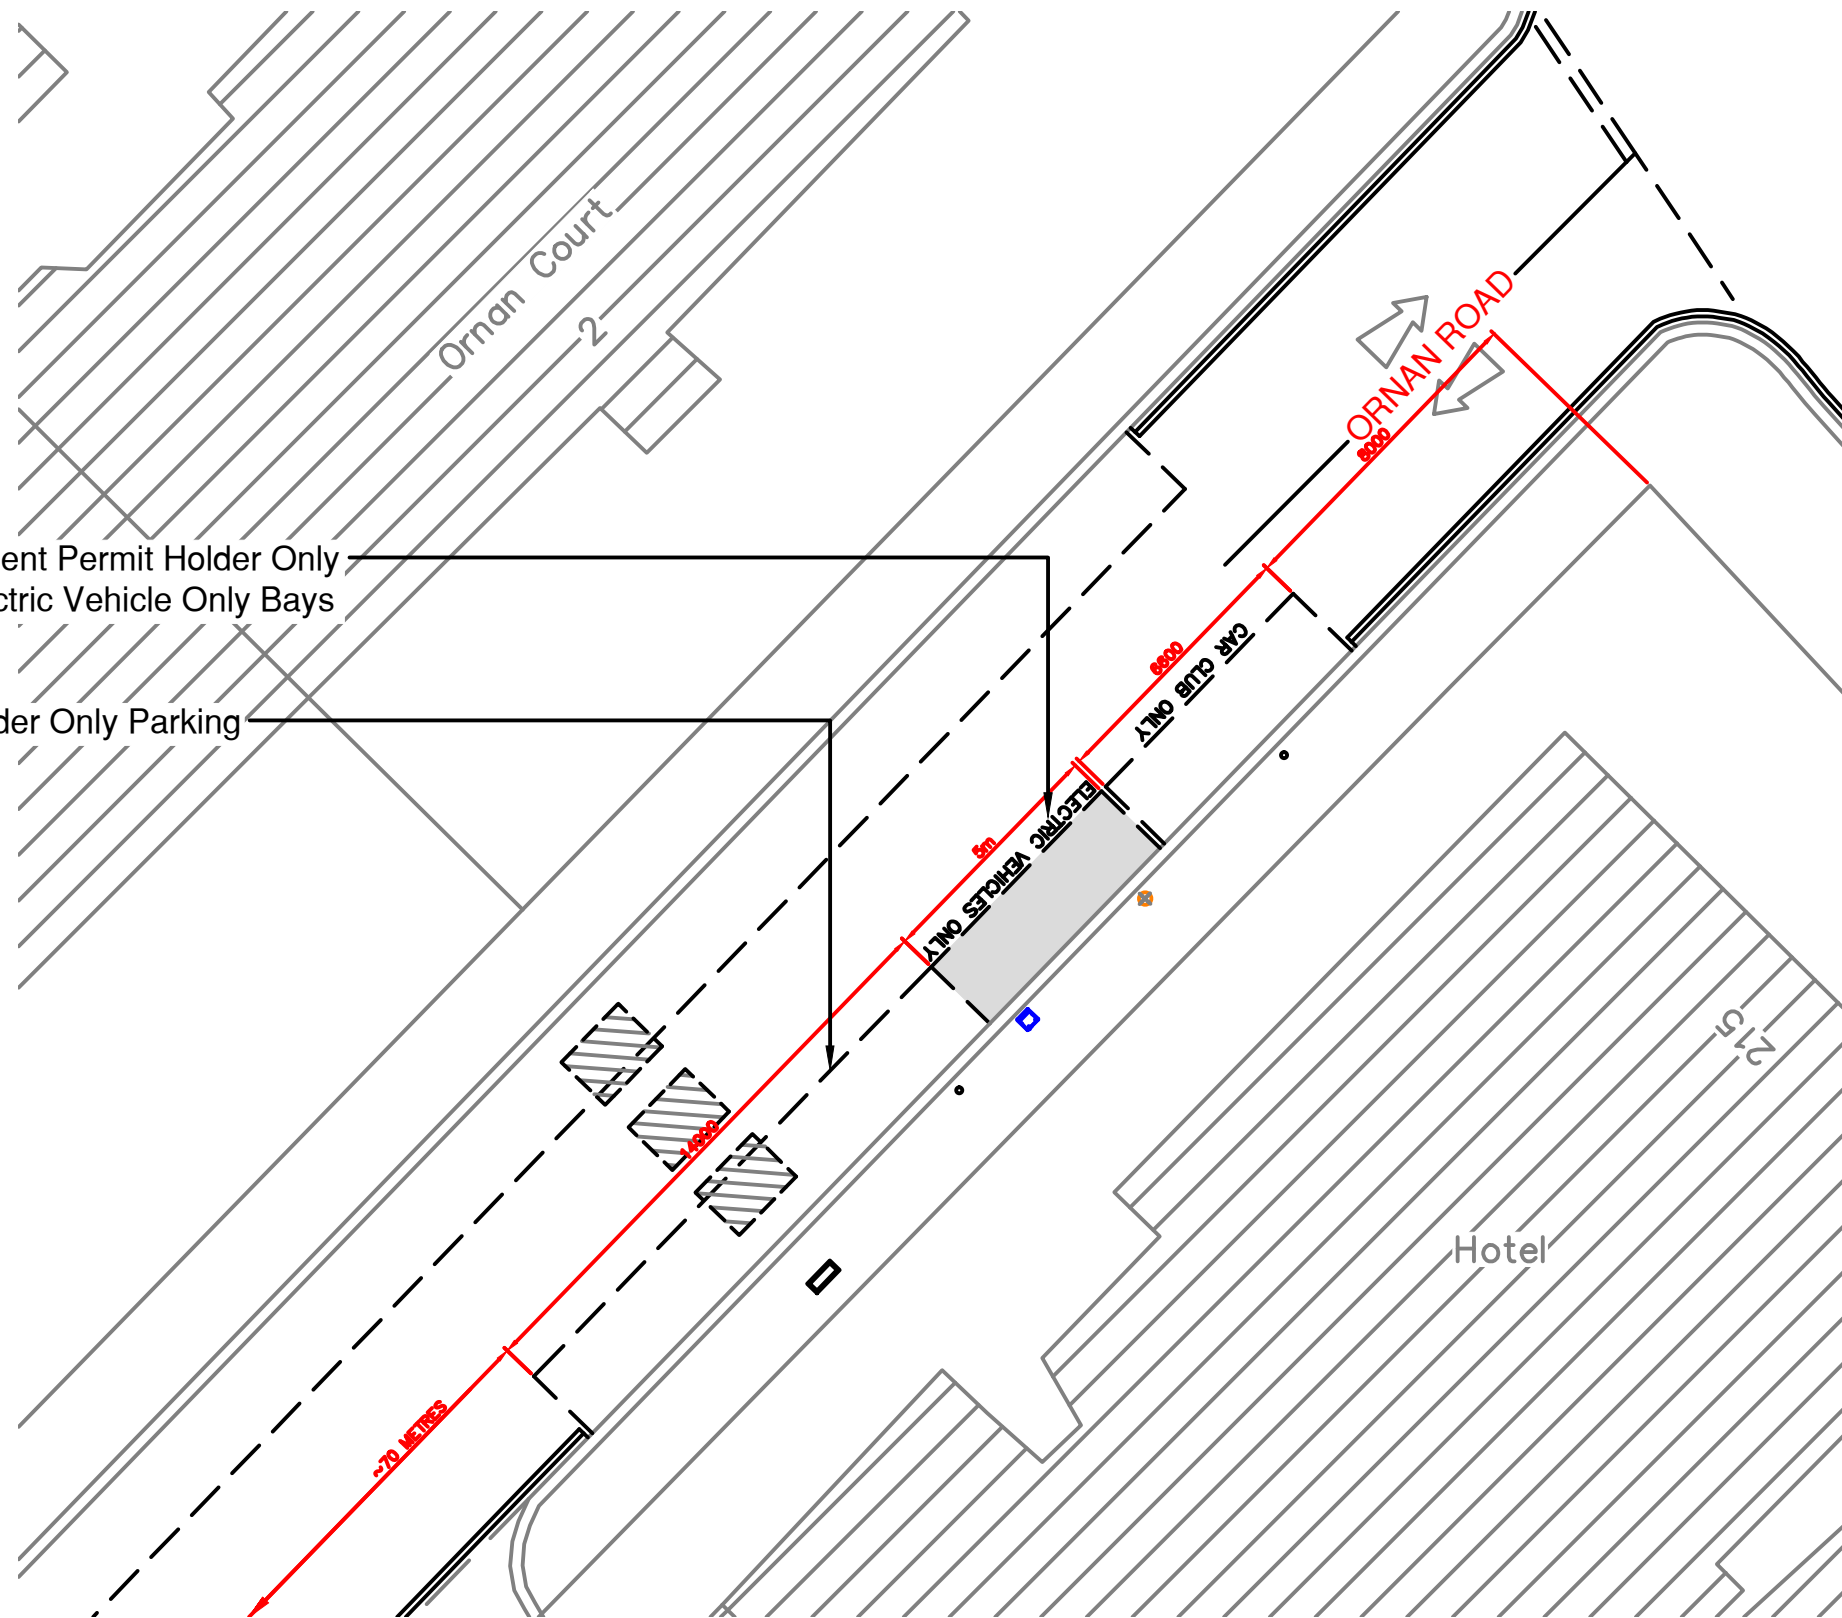 Ornan Court
2
ORNAN ROAD
8000
ent Permit Holder Only
ctric Vehicle Only Bays
6600
CAR CLUB ONLY
der Only Parking
5m
ELECTRIC VEHICLES ONLY
215
14000
Hotel
~70 METRES